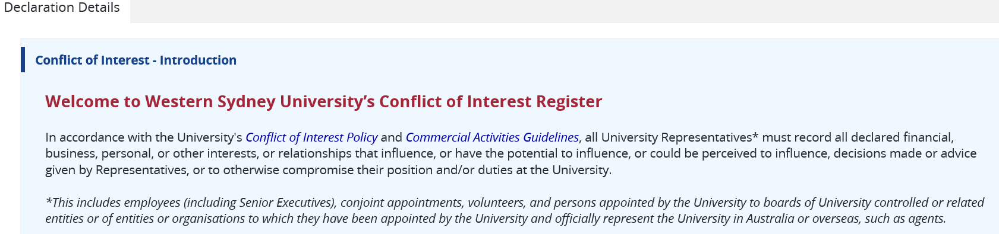 Declaration Details
Conflict of Interest - Introduction
Welcome to Western Sydney University’s Conflict of Interest Register
In accordance with the University's Conflict of Interest Policy and Commercial Activities Guidelines, all University Representatives* must record all declared financial,
business, personal, or other interests, or relationships that influence, or have the potential to influence, or could be perceived to influence, decisions made or advice
given by Representatives, or to otherwise compromise their position and/or duties at the University.
*This includes employees (including Senior Executives), conjoint appointments, volunteers, and persons appointed by the University to boards of University controlled or related
entities or of entities or organisations to which they have been appointed by the University and officially represent the University in Australia or overseas, such as agents.